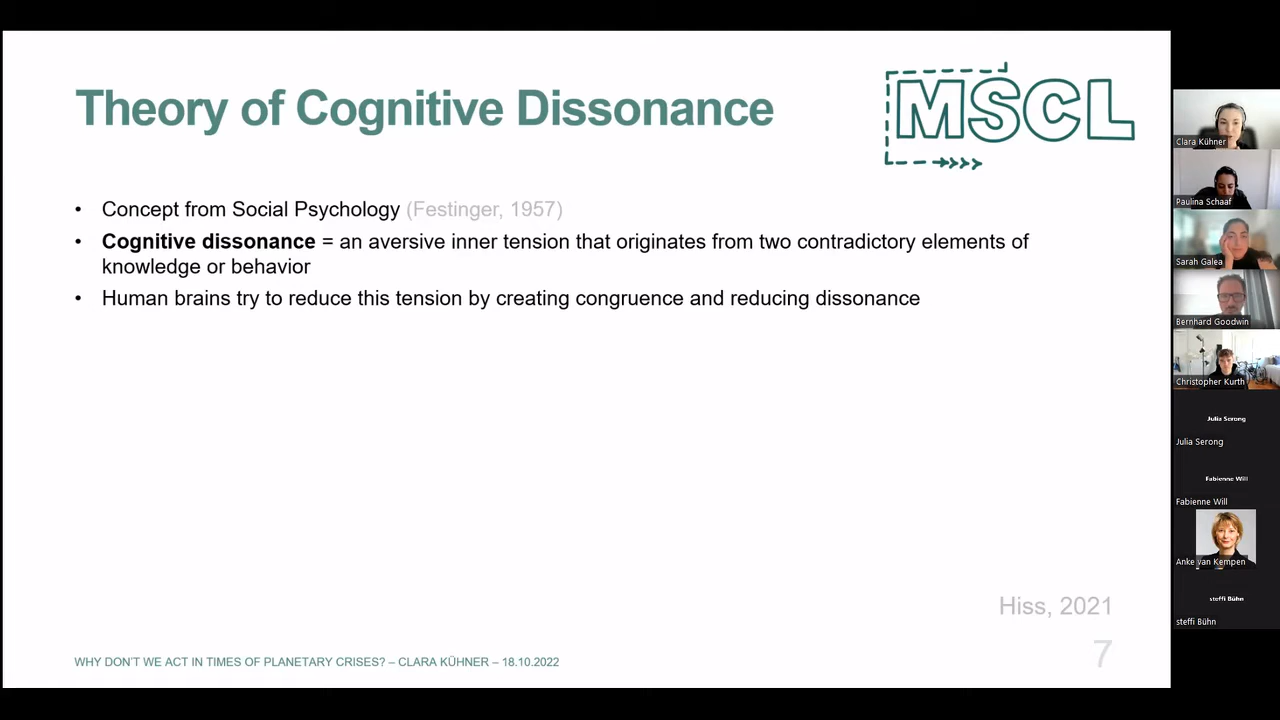 Theory of Cognitive Dissonance
MSCL
• Concept from Social Psychology (Festinger, 1957)
• Cognitive dissonance = an aversive inner tension that originates from two contradictory elements of
knowledge or behavior
• Human brains try to reduce this tension by creating congruence and reducing dissonance
Hiss, 2021
WHY DON'T WE ACT IN TIMES OF PLANETARY CRISES? – CLARA KÜHNER – 18.10.2022
7
Clara Kühner
Paulina Schaaf
Sarah Galea
Bernhard Goodwin
Christopher Kurth
Julia Serong
Julia Serong
Fabienne Will
Fabienne Will
Anke van Kempen
steffi Bühn
steffi Bühn